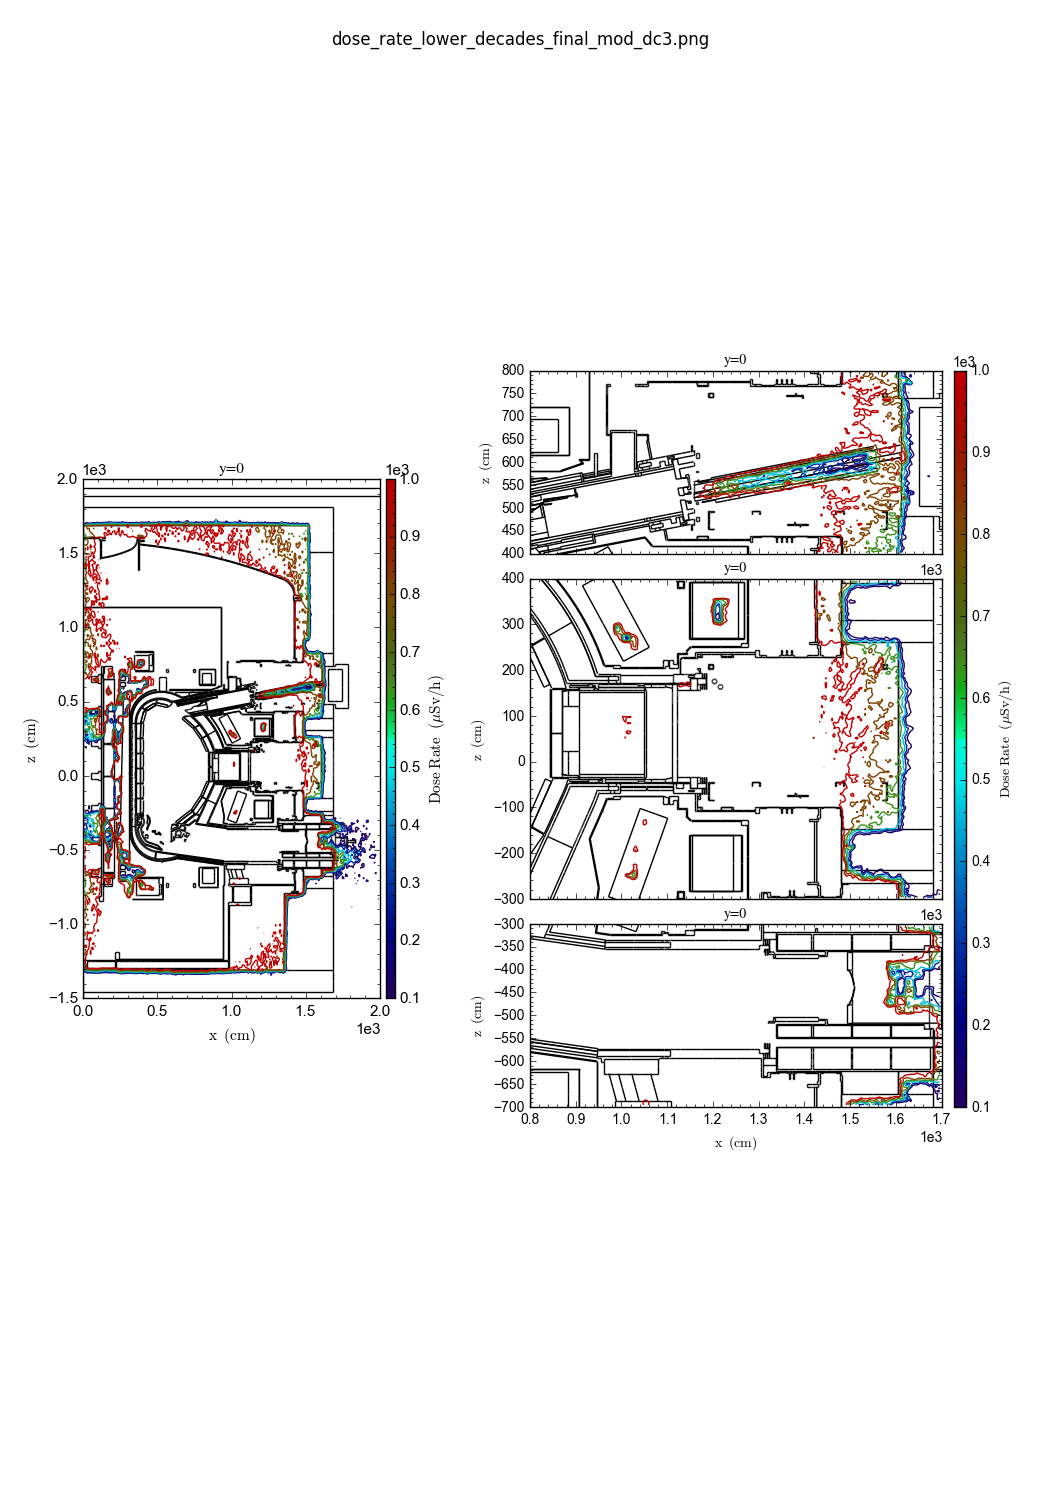 dose_rate_lower_decades_final_mod_dc3.png
y=0
1e3
1e3
2.0
1.5
1.0
0.5
0.0
−0.5
−1.0
−1.5
z (cm)
0.0 0.5 1.0 1.5 2.0
1e3
x (cm)
1.0
0.9
0.8
0.7
0.6
0.5
0.4
0.3
0.2
0.1
Dose Rate (μSv/h)
y=0
800
750
700
650
600
550
500
450
400
z (cm)
y=0
1e3
400
300
200
100
0
−100
−200
−300
z (cm)
y=0
1e3
−300
−350
−400
−450
−500
−550
−600
−650
−700
z (cm)
0.8 0.9 1.0 1.1 1.2 1.3 1.4 1.5 1.6 1.7
1e3
x (cm)
1e3
1.0
0.9
0.8
0.7
0.6
0.5
0.4
0.3
0.2
0.1
Dose Rate (μSv/h)